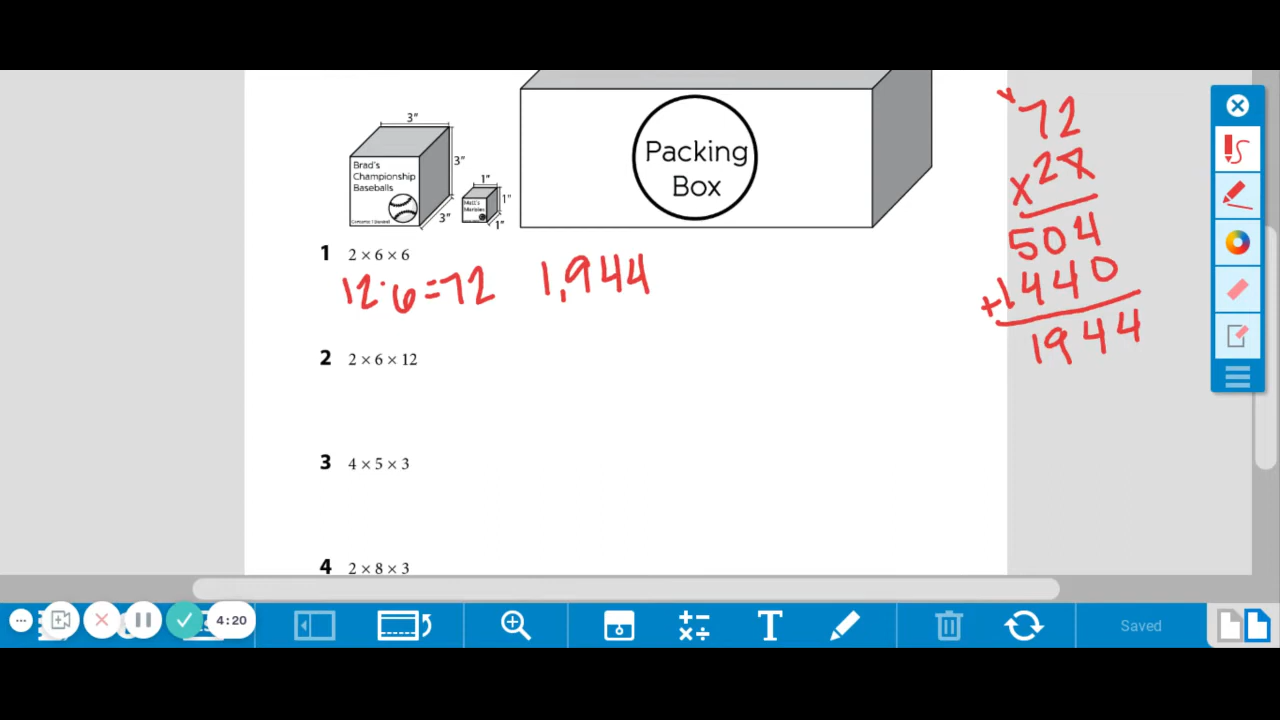 3"
3"
3"
Brad's
Championship
Baseballs
1"
1"
1"
Matt's
Marbles
Packing
Box
1 2 × 6 × 6
12·6=72 1,944
2 2 × 6 × 12
3 4 × 5 × 3
4 2 × 8 × 3
72
x27
504
+1440
1944
4:20
T
Saved